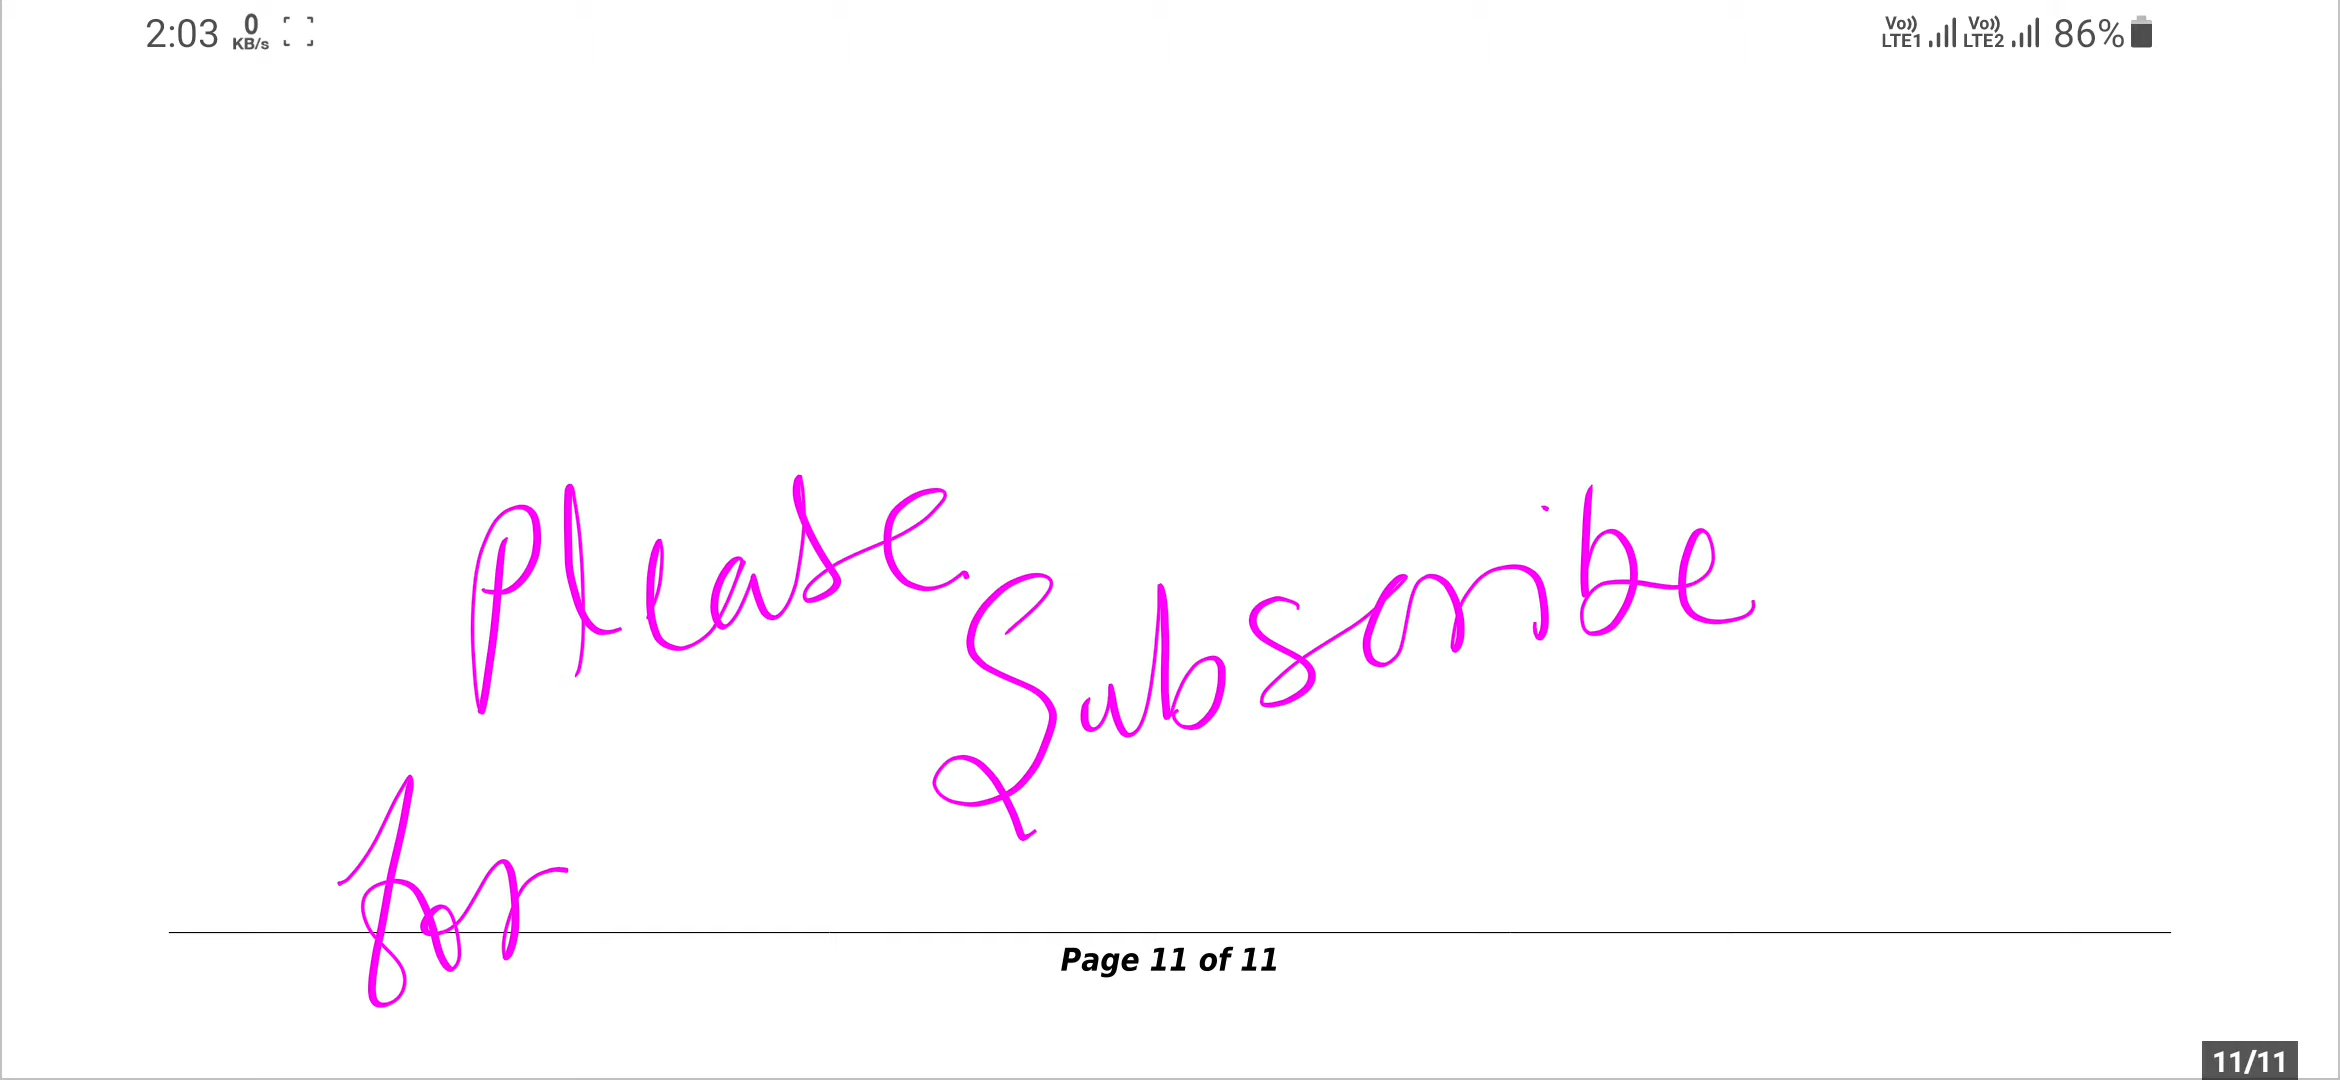 2:03 0 KB/s Vo)) LTE1 Vo)) LTE2 86%
Please
Subscribe
for
Page 11 of 11
11/11